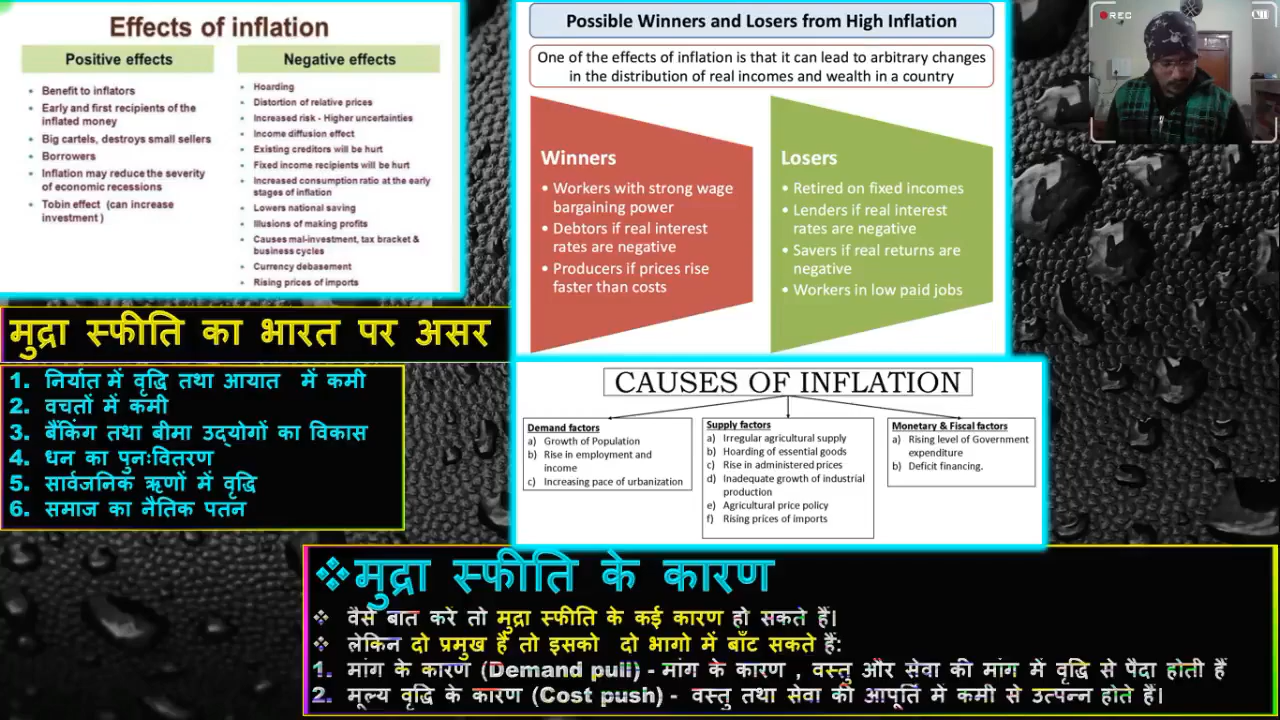 Effects of inflation
Positive effects
Benefit to inflators
Early and first recipients of the
inflated money
Big cartels, destroys small sellers
Borrowers
Inflation may reduce the severity
of economic recessions
Tobin effect (can increase
investment )
Negative effects
Hoarding
Distortion of relative prices
Increased risk - Higher uncertainties
Income diffusion effect
Existing creditors will be hurt
Fixed income recipients will be hurt
Increased consumption ratio at the early
stages of inflation
Lowers national saving
Illusions of making profits
Causes mal-investment, tax bracket &
business cycles
Currency debasement
Rising prices of imports
Possible Winners and Losers from High Inflation
One of the effects of inflation is that it can lead to arbitrary changes
in the distribution of real incomes and wealth in a country
Winners
• Workers with strong wage
bargaining power
• Debtors if real interest
rates are negative
• Producers if prices rise
faster than costs
Losers
• Retired on fixed incomes
• Lenders if real interest
rates are negative
• Savers if real returns are
negative
• Workers in low paid jobs
REC
मुद्रा स्फीति का भारत पर असर
1. निर्यात में वृद्धि तथा आयात में कमी
2. वचतों में कमी
3. बैंकिंग तथा बीमा उद्योगों का विकास
4. धन का पुनःवितरण
5. सार्वजनिक ऋणों में वृद्धि
6. समाज का नैतिक पतन
CAUSES OF INFLATION
Demand factors
a) Growth of Population
b) Rise in employment and
income
c) Increasing pace of urbanization
Supply factors
a) Irregular agricultural supply
b) Hoarding of essential goods
c) Rise in administered prices
d) Inadequate growth of industrial
production
e) Agricultural price policy
f) Rising prices of imports
Monetary & Fiscal factors
a) Rising level of Government
expenditure
b) Deficit financing.
❖मुद्रा स्फीति के कारण
❖ वैसे बात करें तो मुद्रा स्फीति के कई कारण हो सकते हैं।
❖ लेकिन दो प्रमुख हैं तो इसको दो भागो में बाँट सकते हैं:
1. मांग के कारण (Demand pull) - मांग के कारण , वस्तु और सेवा की मांग में वृद्धि से पैदा होती हैं
2. मूल्य वृद्धि के कारण (Cost push) - वस्तु तथा सेवा की आपूर्ति मे कमी से उत्पन्न होते हैं।